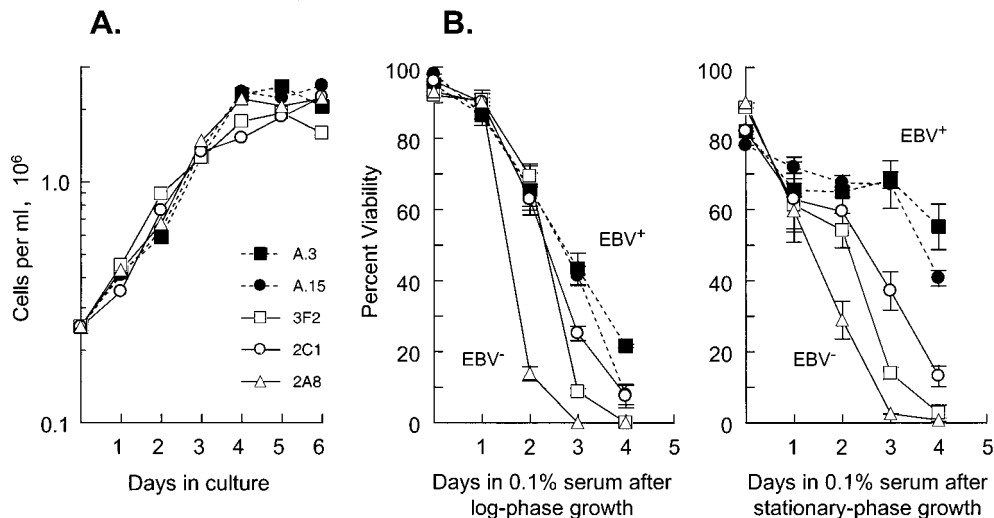 A.
B.
Cells per ml, 10⁶
1.0
0.1
1 2 3 4 5 6
Days in culture
A.3
A.15
3F2
2C1
2A8
Percent Viability
100
80
60
40
20
0
EBV⁺
EBV⁻
1 2 3 4 5
Days in 0.1% serum after
log-phase growth
100
80
60
40
20
0
EBV⁺
EBV⁻
1 2 3 4 5
Days in 0.1% serum after
stationary-phase growth